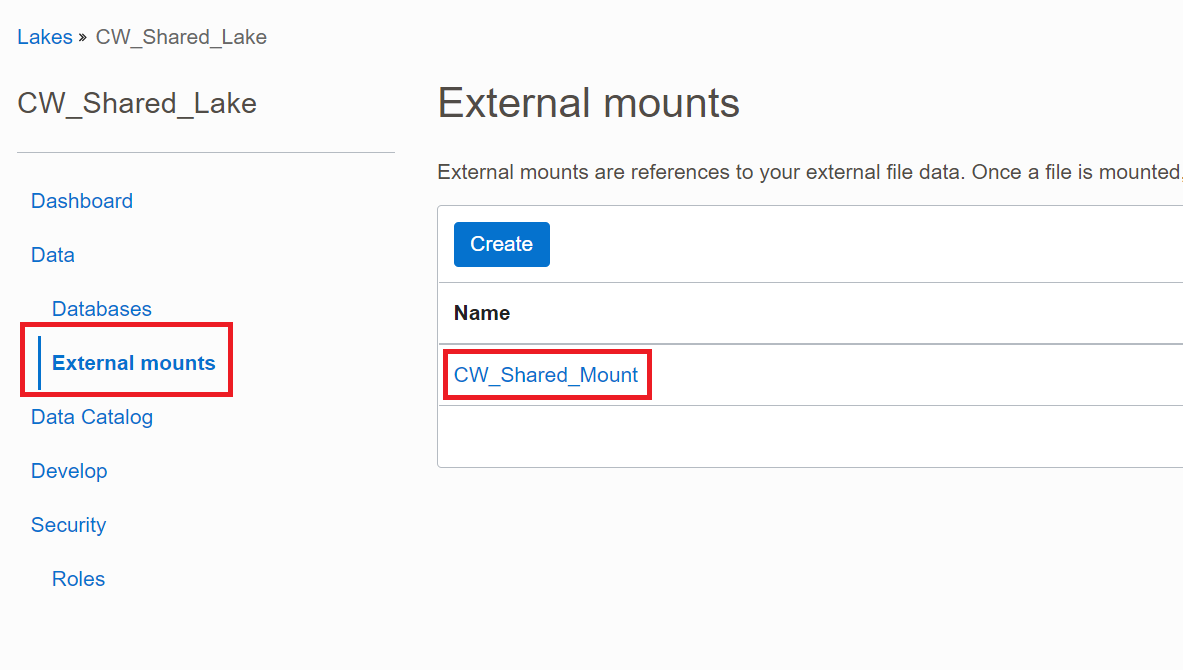 Lakes » CW_Shared_Lake
CW_Shared_Lake
Dashboard
Data
Databases
External mounts
Data Catalog
Develop
Security
Roles
External mounts
External mounts are references to your external file data. Once a file is mounted,
Create
Name
CW_Shared_Mount